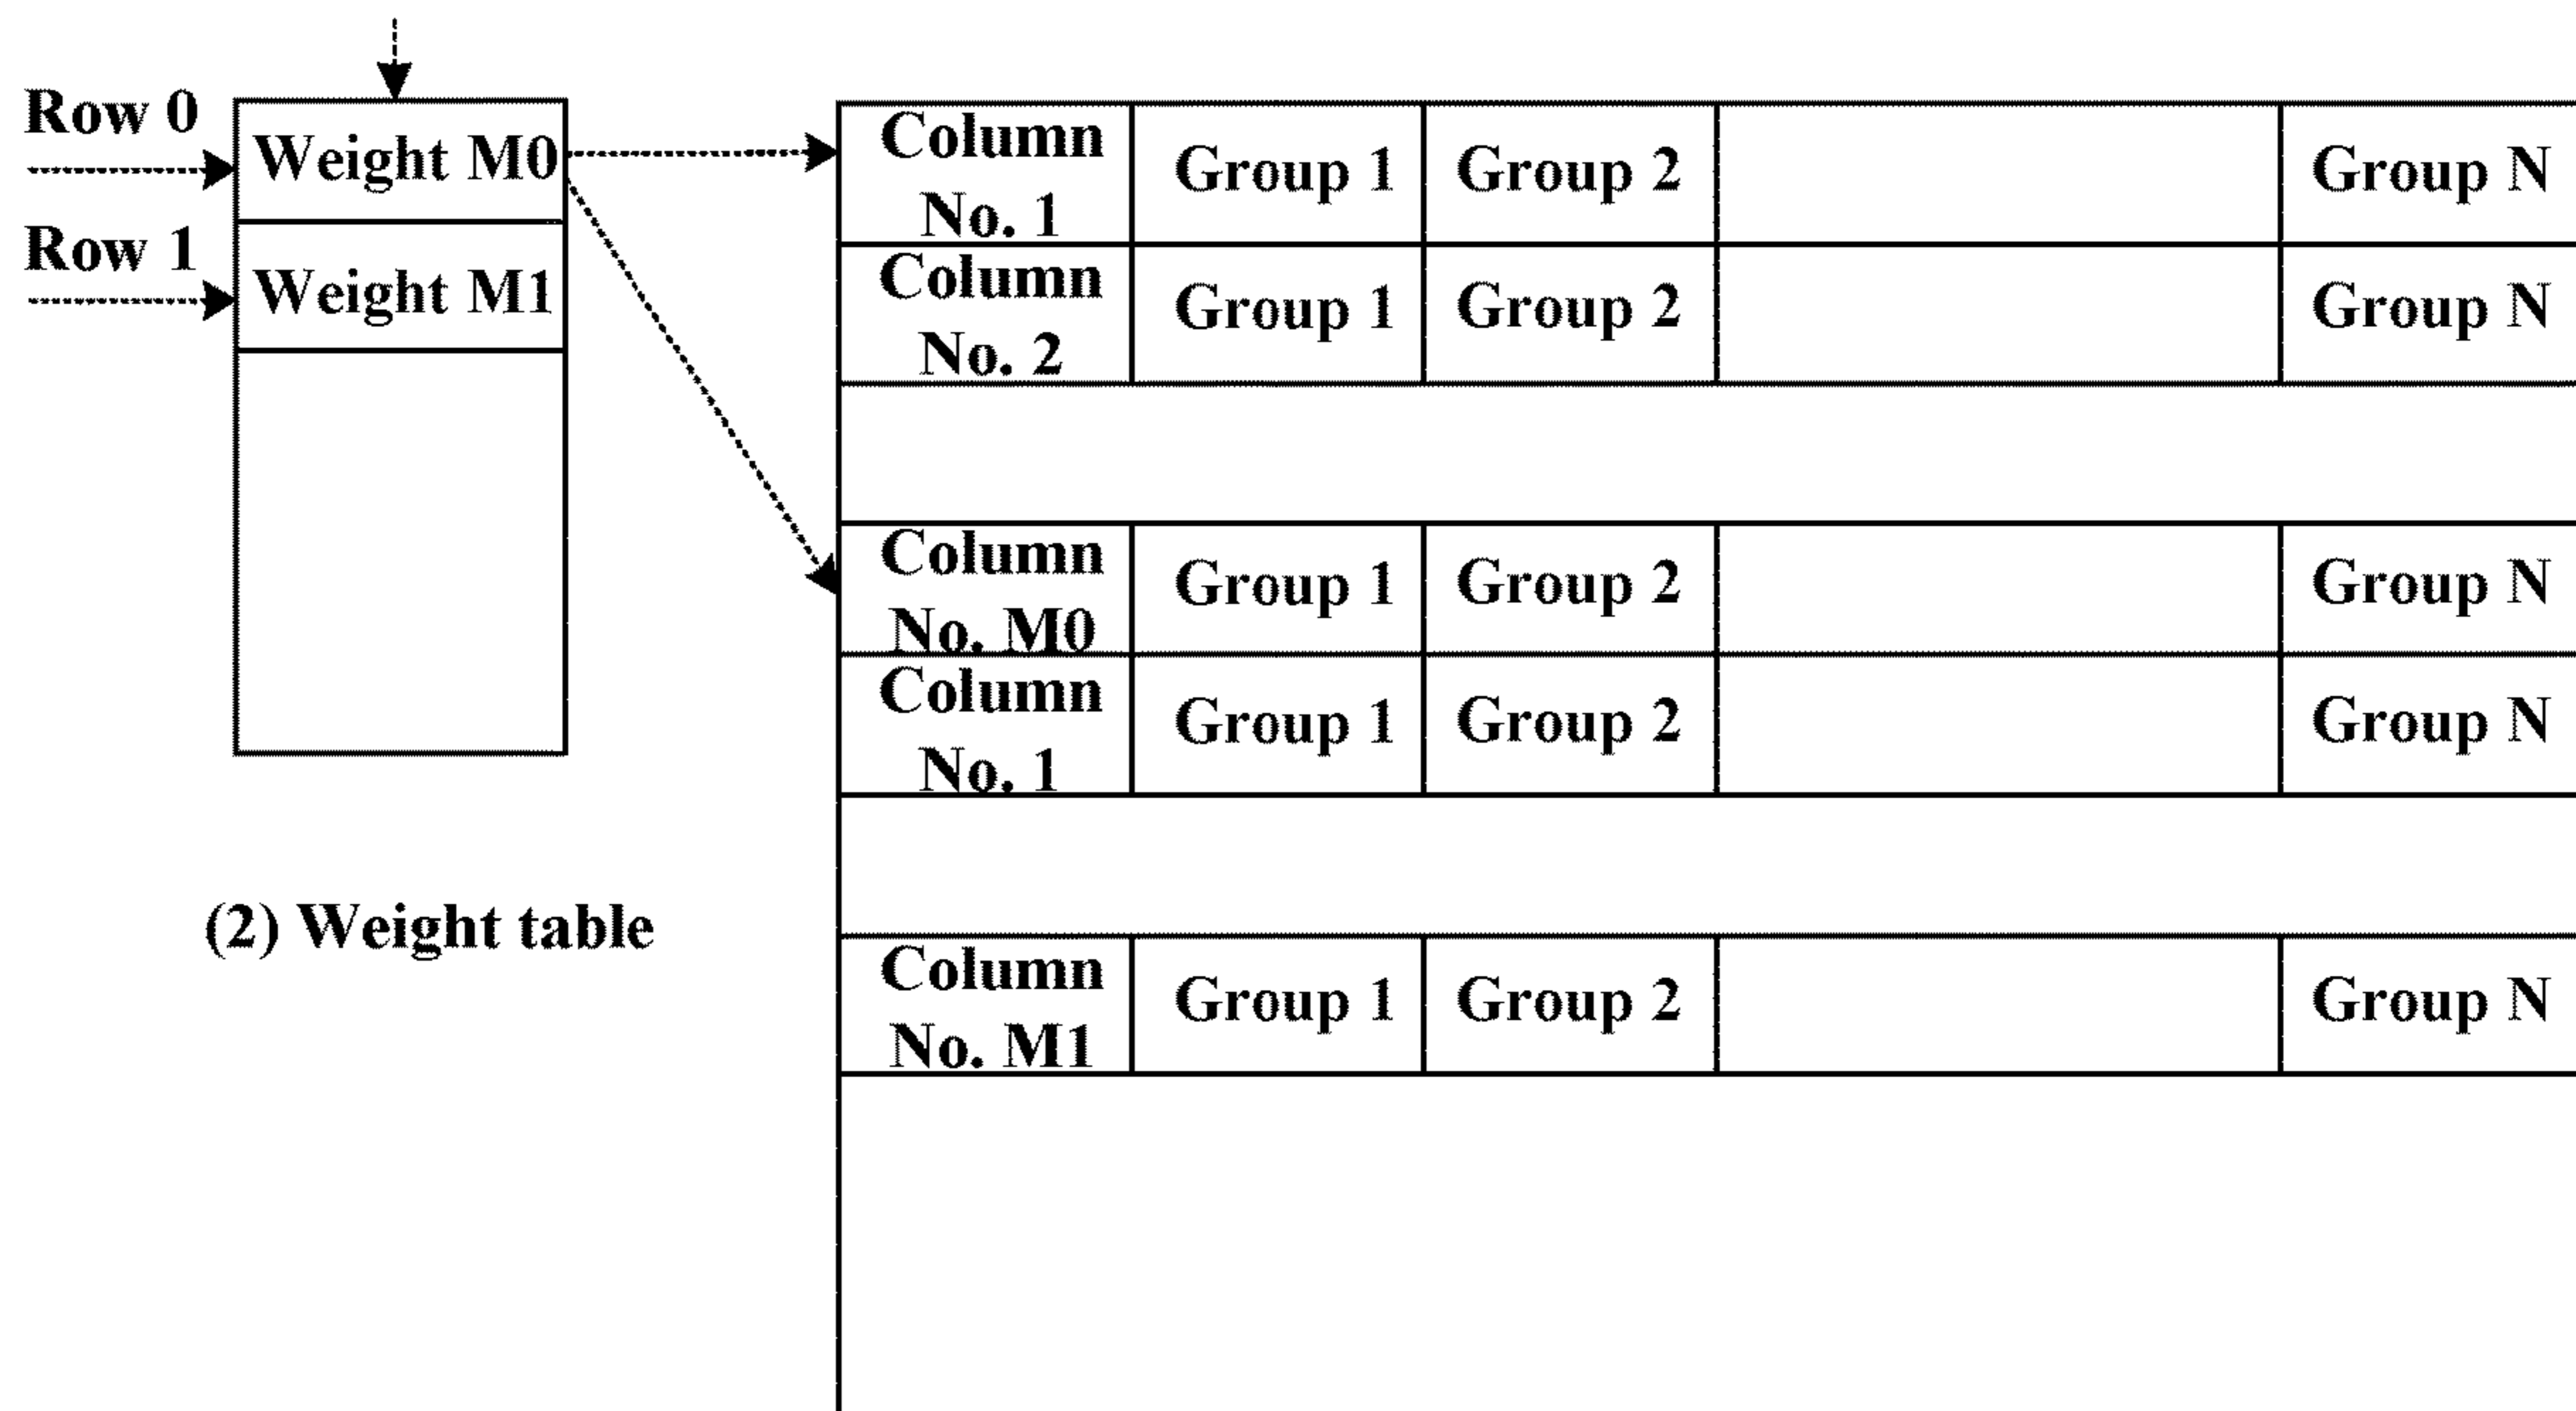 Row 0
Weight M0
Row 1
Weight M1
(2) Weight table
Column
No. 1
Group 1
Group 2
Group N
Column
No. 2
Group 1
Group 2
Group N
Column
No. M0
Group 1
Group 2
Group N
Column
No. 1
Group 1
Group 2
Group N
Column
No. M1
Group 1
Group 2
Group N